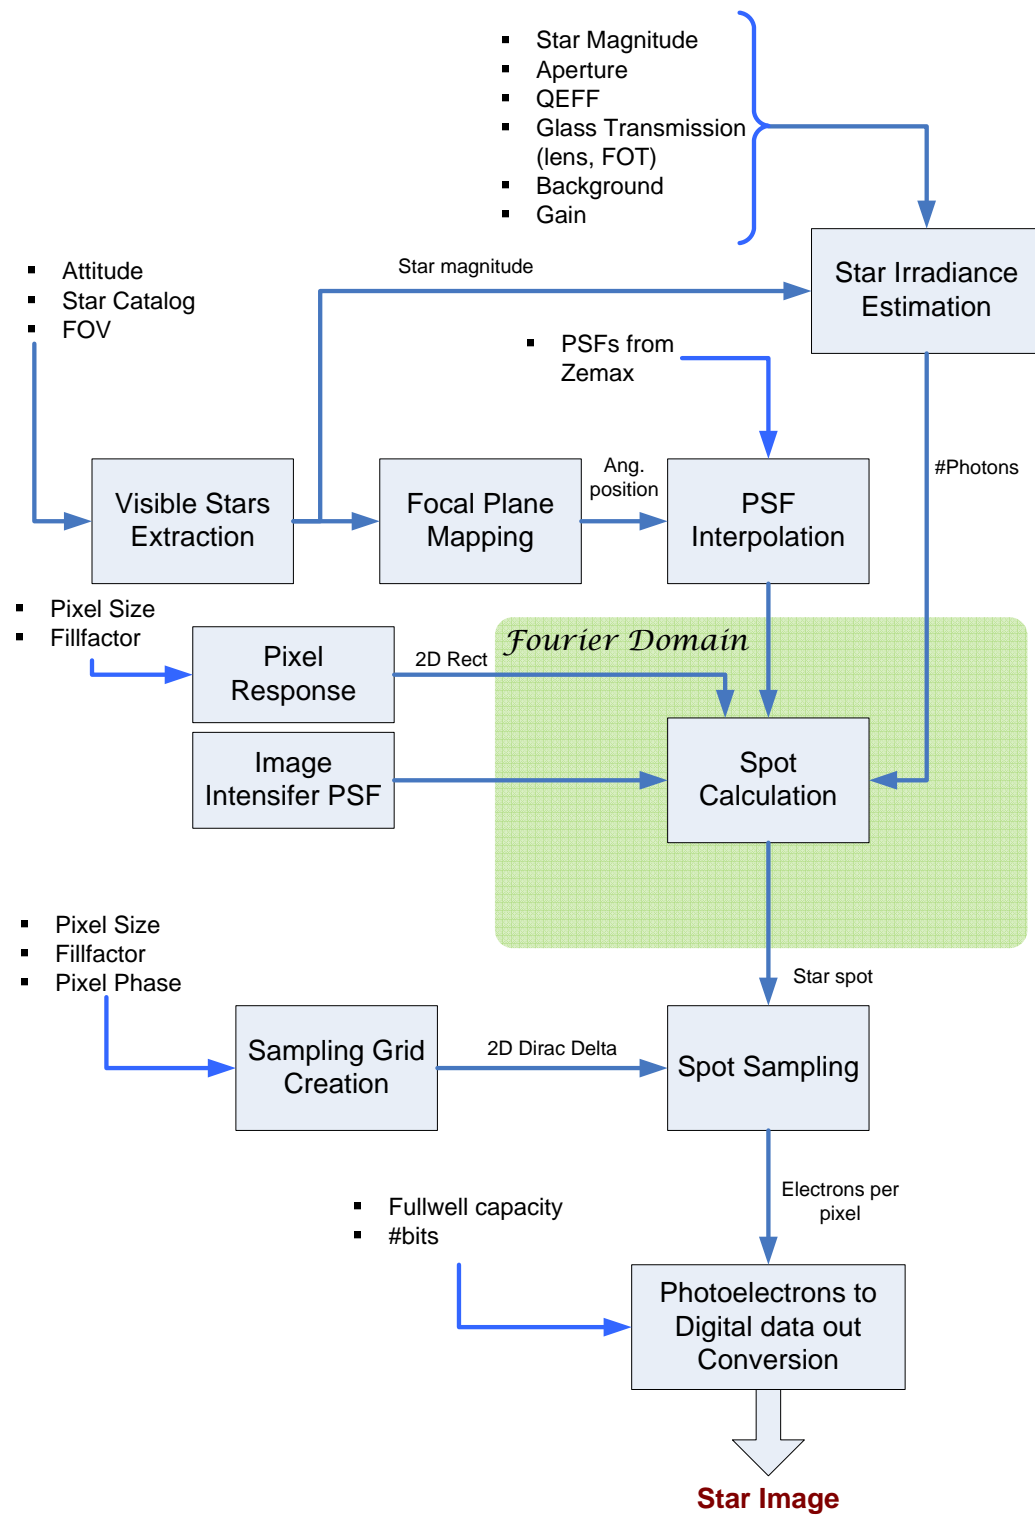 Star Magnitude
Aperture
QEFF
Glass Transmission
(lens, FOT)
Background
Gain
Star magnitude
Star Irradiance
Estimation
Attitude
Star Catalog
FOV
PSFs from
Zemax
#Photons
Visible Stars
Extraction
Focal Plane
Mapping
Ang.
position
PSF
Interpolation
Pixel Size
Fillfactor
Pixel
Response
2D Rect
Fourier Domain
Image
Intensifer PSF
Spot
Calculation
Pixel Size
Fillfactor
Pixel Phase
Star spot
Sampling Grid
Creation
2D Dirac Delta
Spot Sampling
Electrons per
pixel
Fullwell capacity
#bits
Photoelectrons to
Digital data out
Conversion
Star Image